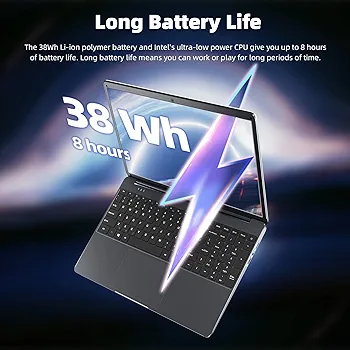 Long Battery Life
The 38Wh Li-ion polymer battery and Intel's ultra-low power CPU give you up to 8 hours
of battery life. Long battery life means you can work or play for long periods of time.
38 Wh
8 hours